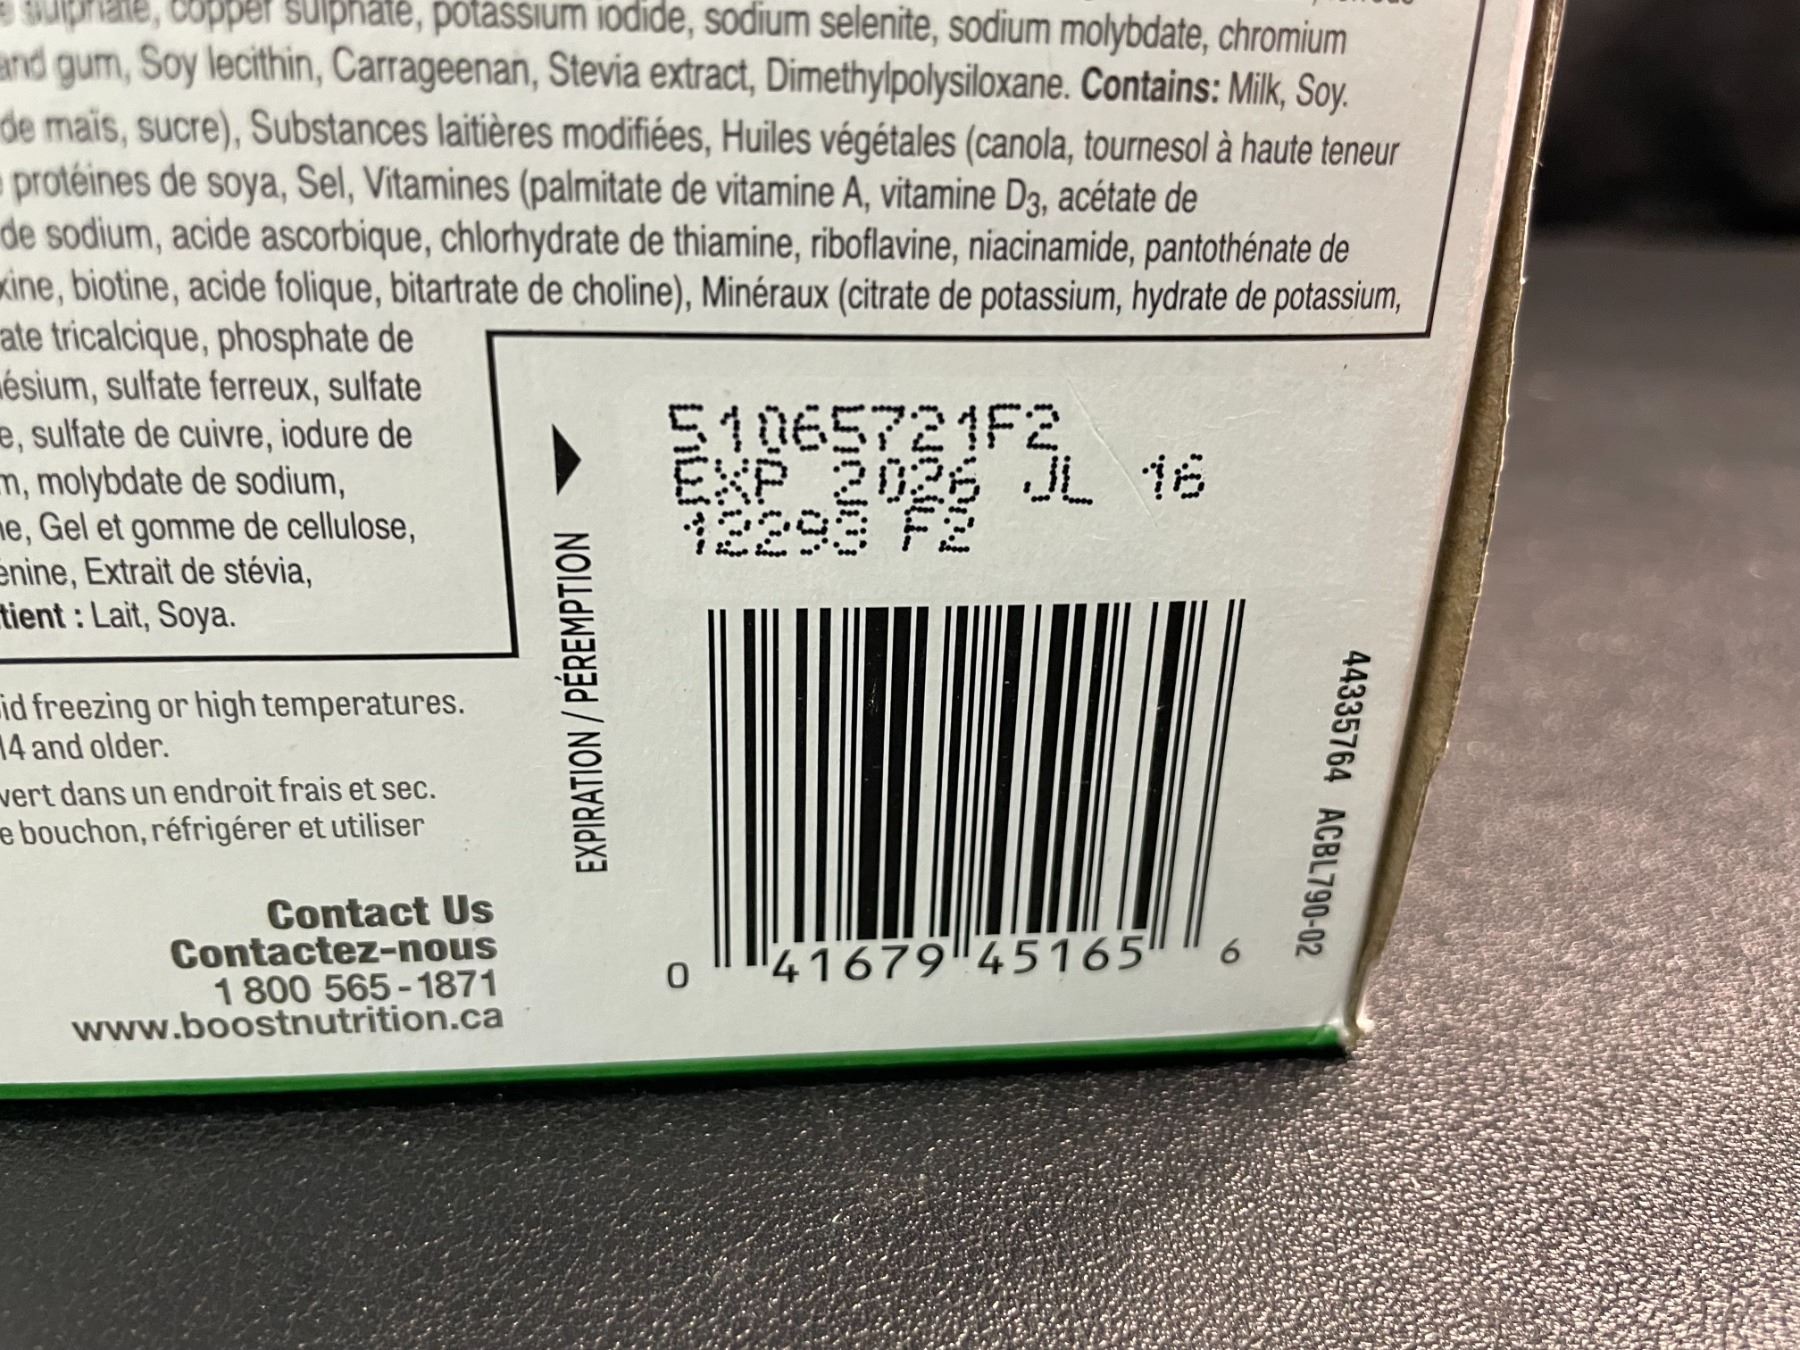 sulphate, copper sulphate, potassium iodide, sodium selenite, sodium molybdate, chromium
and gum, Soy lecithin, Carrageenan, Stevia extract, Dimethylpolysiloxane. Contains: Milk, Soy.
de maïs, sucre), Substances laitières modifiées, Huiles végétales (canola, tournesol à haute teneur
protéines de soya, Sel, Vitamines (palmitate de vitamine A, vitamine D3, acétate de
de sodium, acide ascorbique, chlorhydrate de thiamine, riboflavine, niacinamide, pantothénate de
xine, biotine, acide folique, bitartrate de choline), Minéraux (citrate de potassium, hydrate de potassium,
ate tricalcique, phosphate de
ésium, sulfate ferreux, sulfate
e, sulfate de cuivre, iodure de
m, molybdate de sodium,
ne, Gel et gomme de cellulose,
énine, Extrait de stévia,
tient : Lait, Soya.
51065721F2
EXP 2026 JL 16
12293 F2
EXPIRATION / PÉREMPTION
id freezing or high temperatures.
14 and older.
vert dans un endroit frais et sec.
e bouchon, réfrigérer et utiliser
Contact Us
Contactez-nous
1 800 565-1871
www.boostnutrition.ca
0 41679 45165 6
44335764 ACBL790-02